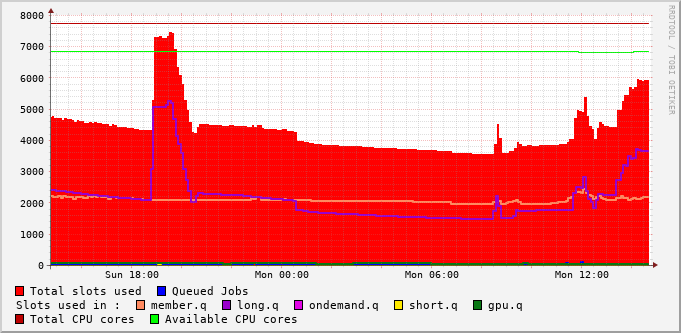 8000
7000
6000
5000
4000
3000
2000
1000
0
Sun 18:00 Mon 00:00 Mon 06:00 Mon 12:00
RRDTOOL / TOBI OETIKER
Total slots used Queued Jobs
Slots used in : member.q long.q ondemand.q short.q gpu.q
Total CPU cores Available CPU cores